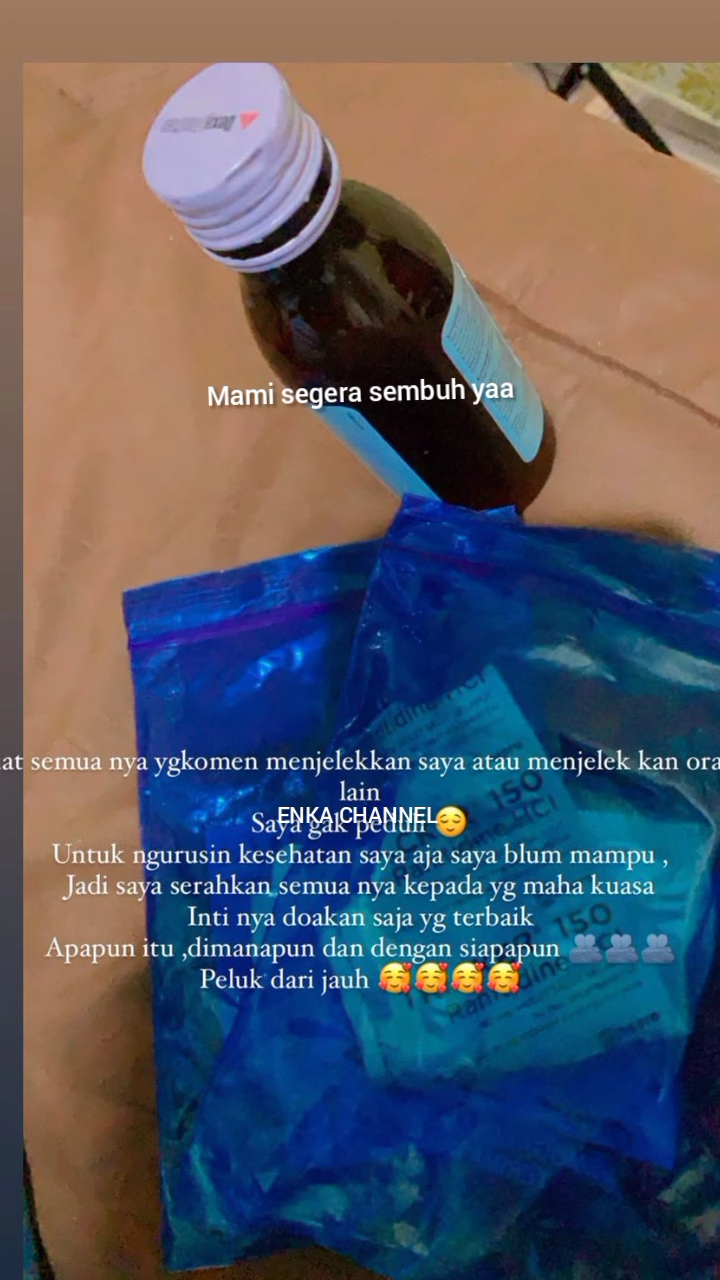 Mami segera sembuh yaa
semua nya ygkomen menjelekkan saya atau menjelek kan
lain
ENKA CHANNEL
Saya gak peduli 😌
Untuk ngurusin kesehatan saya aja saya blum mampu ,
Jadi saya serahkan semua nya kepada yg maha kuasa
Inti nya doakan saja yg terbaik
Apapun itu ,dimanapun dan dengan siapapun 🫂🫂🫂
Peluk dari jauh 🥰🥰🥰🥰
150
150